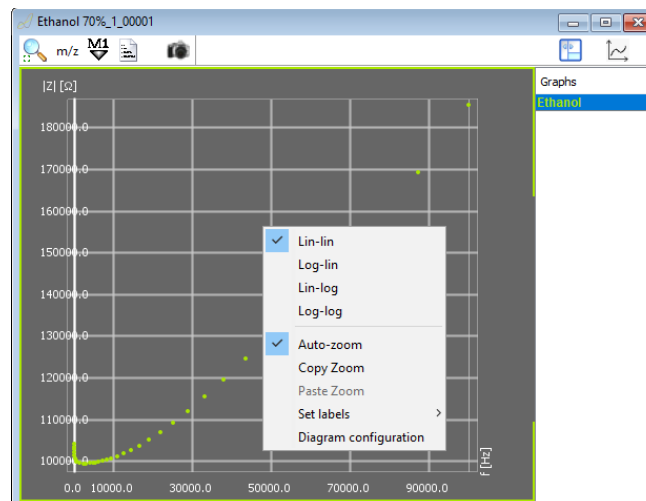 Ethanol 70%_1_00001
m/z
M1
Graphs
Ethanol
|Z| [Ω]
180000.0
170000.0
160000.0
150000.0
140000.0
130000.0
120000.0
110000.0
100000.0
Lin-lin
Log-lin
Lin-log
Log-log
Auto-zoom
Copy Zoom
Paste Zoom
Set labels
Diagram configuration
f [Hz]
0.0 10000.0 30000.0 50000.0 70000.0 90000.0